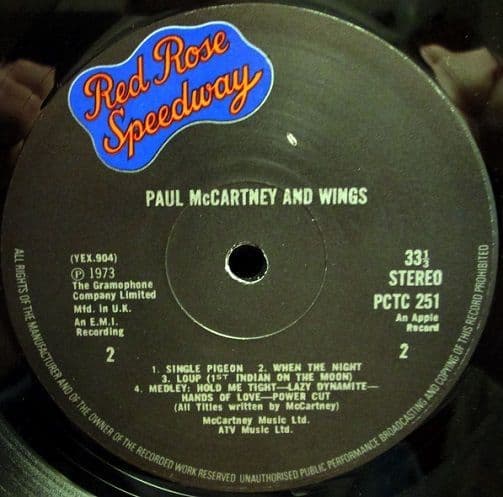 Red Rose
Speedway
PAUL McCARTNEY AND WINGS
(YEX.904)
Ⓟ 1973
The Gramophone
Company Limited
Mfd. in U.K.
An E.M.I.
Recording
2
33⅓
STEREO
PCTC 251
An Apple
Record
2
1. SINGLE PIGEON   2. WHEN THE NIGHT
3. LOUP (1ST INDIAN ON THE MOON)
4. MEDLEY: HOLD ME TIGHT—LAZY DYNAMITE—
HANDS OF LOVE—POWER CUT
(All Titles written by McCartney)
McCartney Music Ltd.
ATV Music Ltd.
ALL RIGHTS OF THE MANUFACTURER AND OF THE OWNER OF THE RECORDED WORK RESERVED UNAUTHORISED PUBLIC PERFORMANCE BROADCASTING AND COPYING OF THIS RECORD PROHIBITED